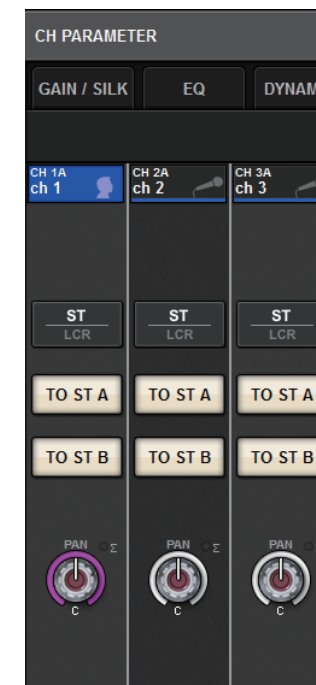 CH PARAMETER
GAIN / SILK EQ DYNAM
CH 1A CH 2A CH 3A
ch 1 ch 2 ch 3
ST ST ST
LCR LCR LCR
TO ST A TO ST A TO ST A
TO ST B TO ST B TO ST B
PAN Σ PAN Σ PAN
C C C